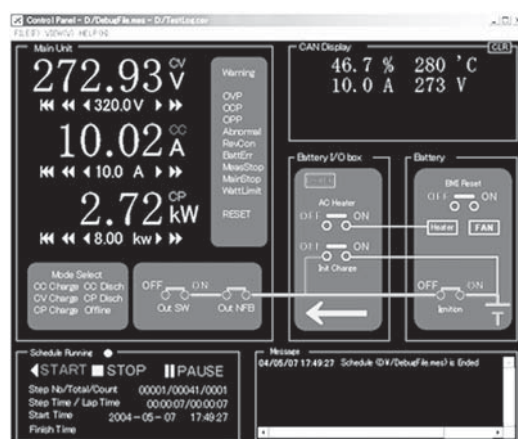 Control Panel - D:/DebugFile.mes - D:/TestLog.csv
FILE(F) VIEW(V) HELP(H)
Main Unit
272.93 CV V
320.0 V
10.02 CC A
10.0 A
2.72 CP kW
8.00 kw
Warning
OVP
OCP
OPP
Abnormal
RevCon
BattErr
MeasStop
MainStop
WattLimit
RESET
Mode Select
CC Charge CC Disch
CV Charge CP Disch
CP Charge Offline
OFF ON
Out SW Out NFB
CAN Display
CLR
46.7 % 280 'C
10.0 A 273 V
Battery I/O box
AC Heater
OFF ON
OFF ON
Init Charge
Battery
BMU Reset
OFF ON
Heater FAN
OFF ON
Ignition
Schedule Running
START STOP PAUSE
Step No/Total/Count 00001/00041/0001
Step Time / Lap Time 00:00:07/00:00:07
Start Time 2004-05-07 17:49:27
Finish Time
Message
04/05/07 17:49:27 Schedule (D:¥/DebugFile.mes) is Ended